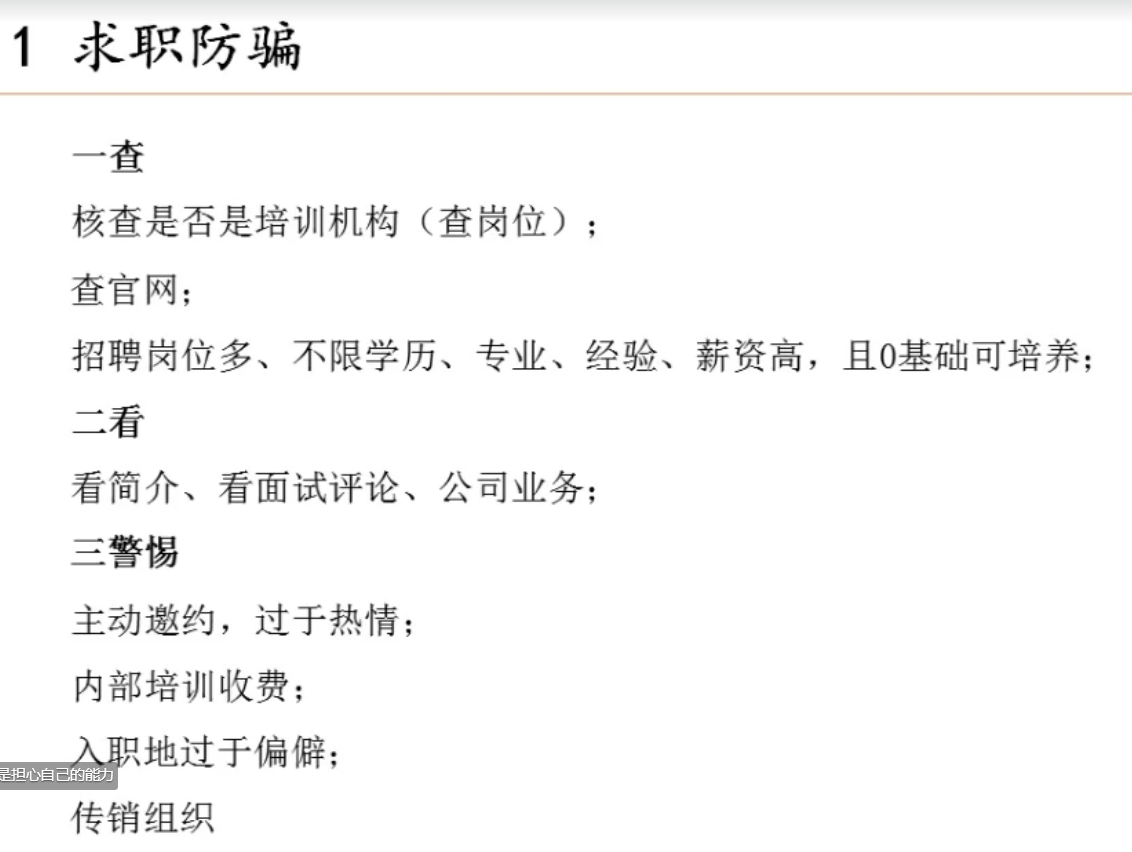 1 求职防骗
一查
核查是否是培训机构（查岗位）；
查官网；
招聘岗位多、不限学历、专业、经验、薪资高，且0基础可培养；
二看
看简介、看面试评论、公司业务；
三警惕
主动邀约，过于热情；
内部培训收费；
入职地过于偏僻；
是担心自己的能力
传销组织